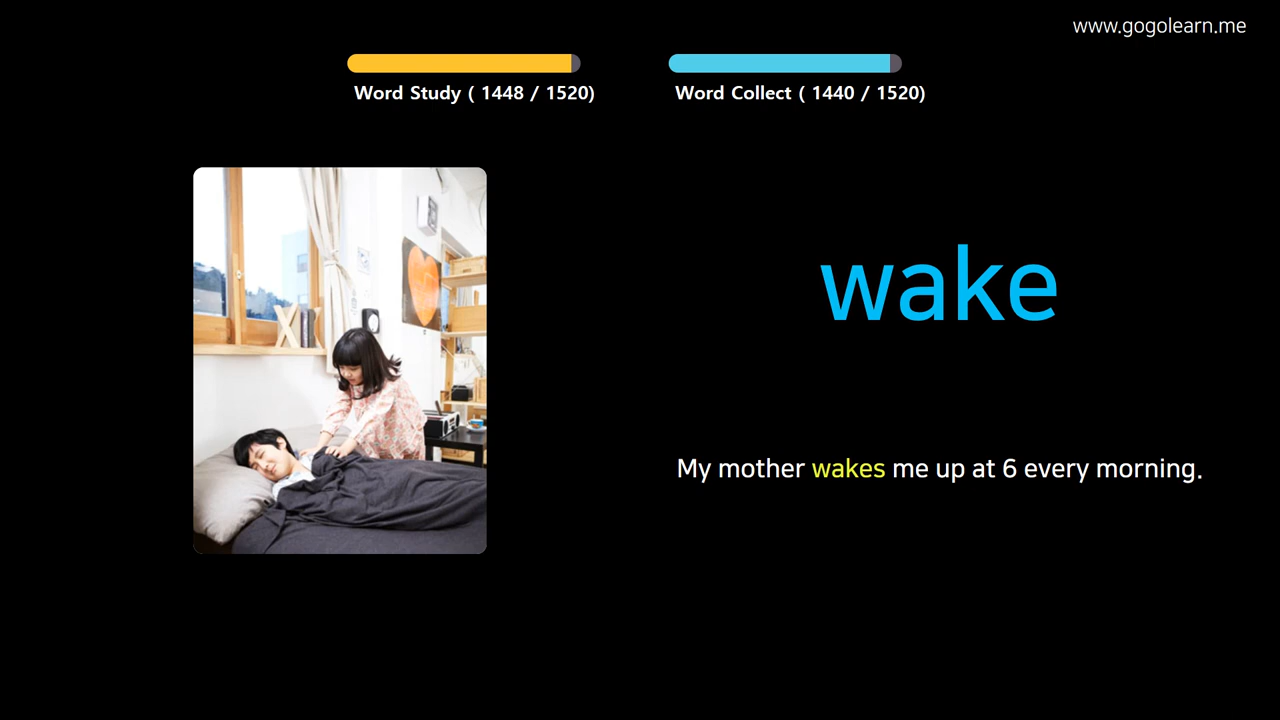 www.gogolearn.me
Word Study ( 1448 / 1520)
Word Collect ( 1440 / 1520)
wake
My mother wakes me up at 6 every morning.